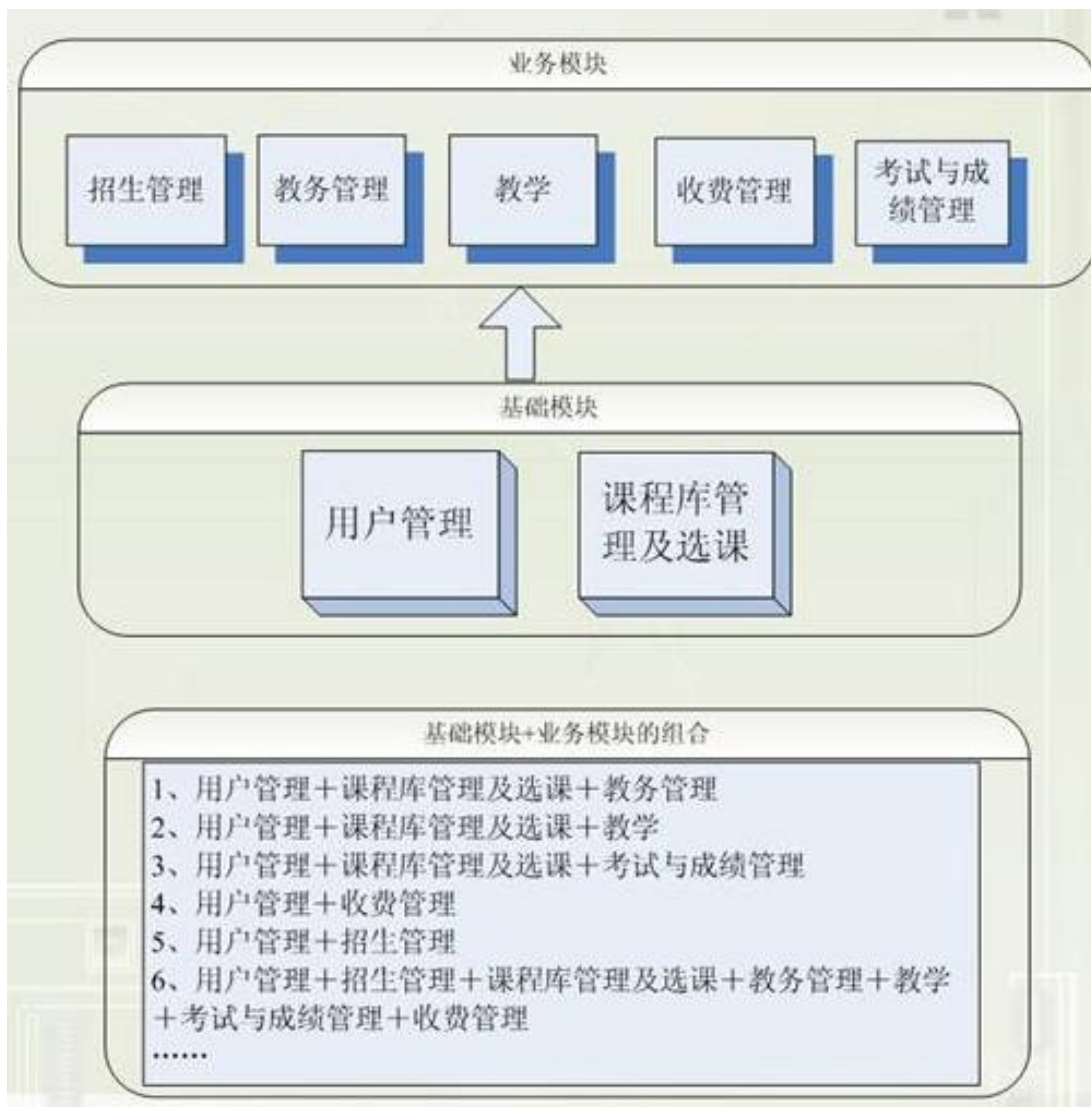 业务模块
招生管理
教务管理
教学
收费管理
考试与成
绩管理
基础模块
用户管理
课程库管
理及选课
基础模块+业务模块的组合
1、用户管理＋课程库管理及选课＋教务管理
2、用户管理＋课程库管理及选课＋教学
3、用户管理＋课程库管理及选课＋考试与成绩管理
4、用户管理＋收费管理
5、用户管理＋招生管理
6、用户管理＋招生管理＋课程库管理及选课＋教务管理＋教学
＋考试与成绩管理＋收费管理
……